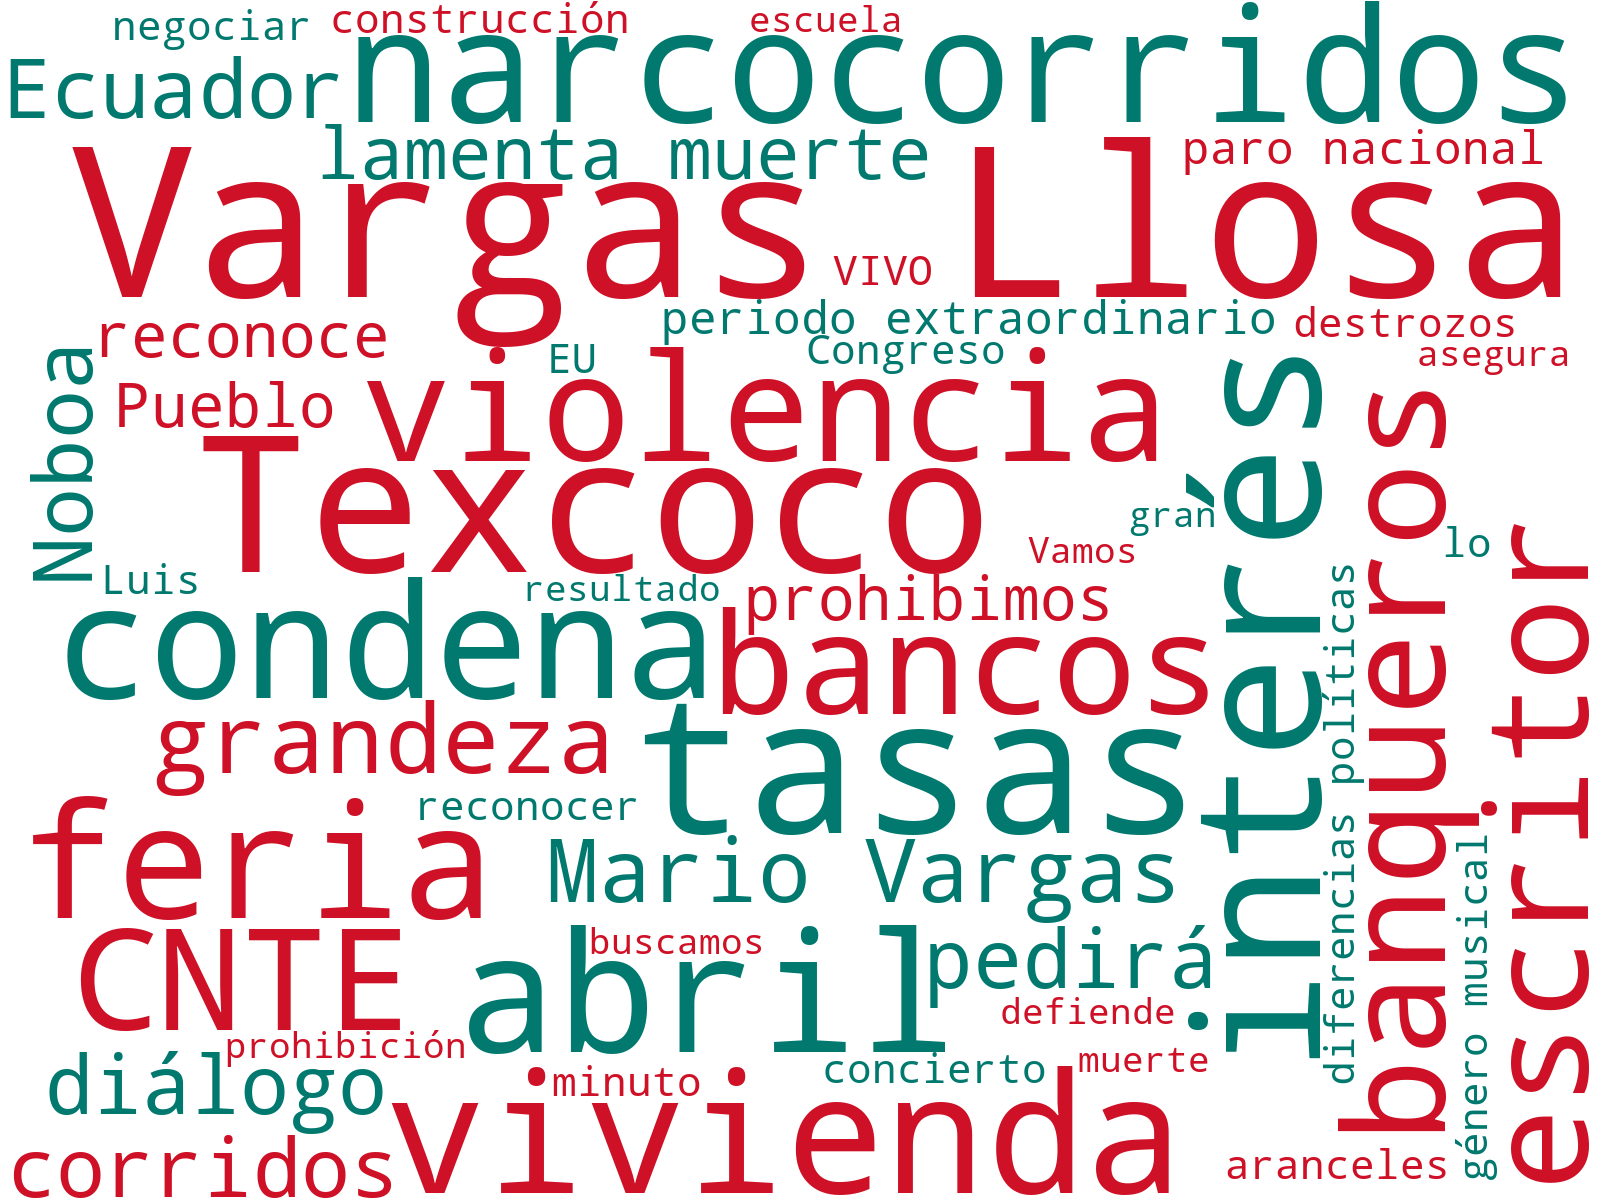 negociar
construcción
escuela
Ecuador
narcocorridos
lamenta muerte
paro nacional
Vargas Llosa
VIVO
reconoce
periodo extraordinario
destrozos
EU
Congreso
asegura
Noboa
Pueblo
violencia
Texcoco
gran
Vamos
lo
interés
banqueros
escritor
Luis
resultado
prohibimos
condena
bancos
diferencias políticas
grandeza
tasas
feria
reconocer
Mario Vargas
género musical
CNTE
buscamos
abril
pedirá
defiende
prohibición
diálogo
minuto
concierto
muerte
vivienda
corridos
aranceles